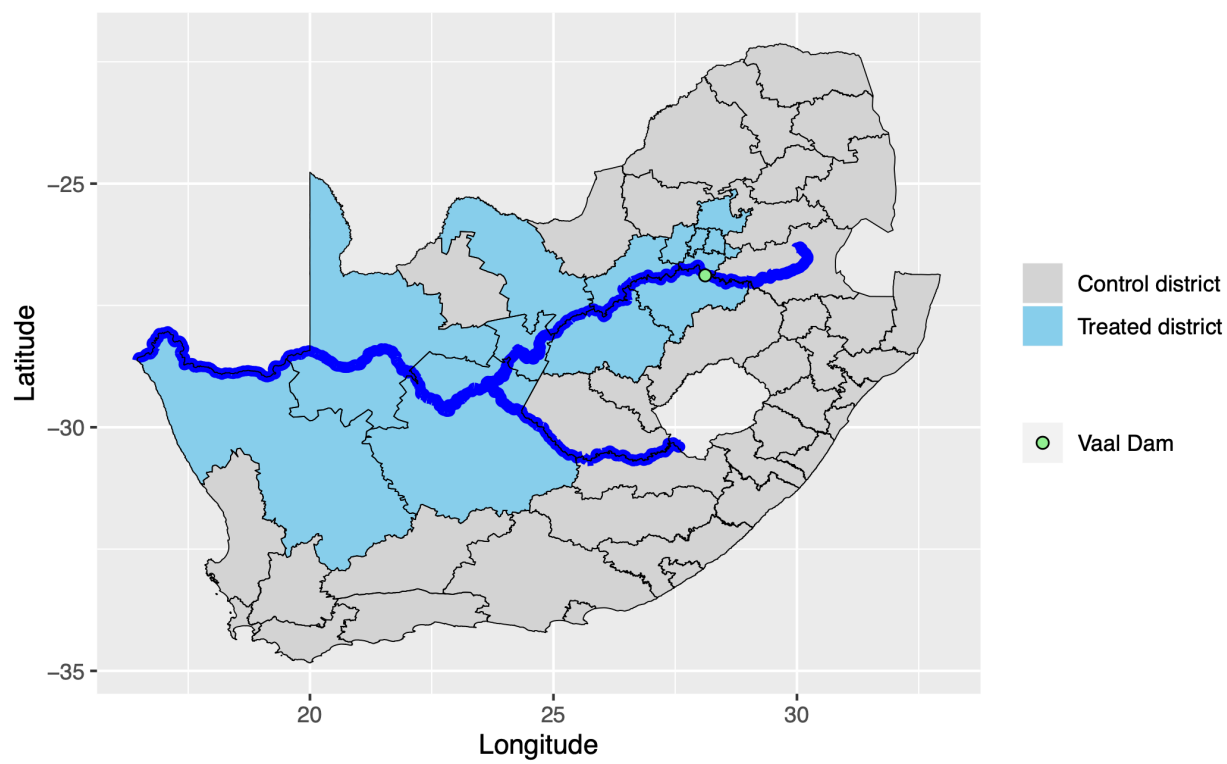 −25
−30
−35
20
25
30
Longitude
Latitude
Control district
Treated district
Vaal Dam